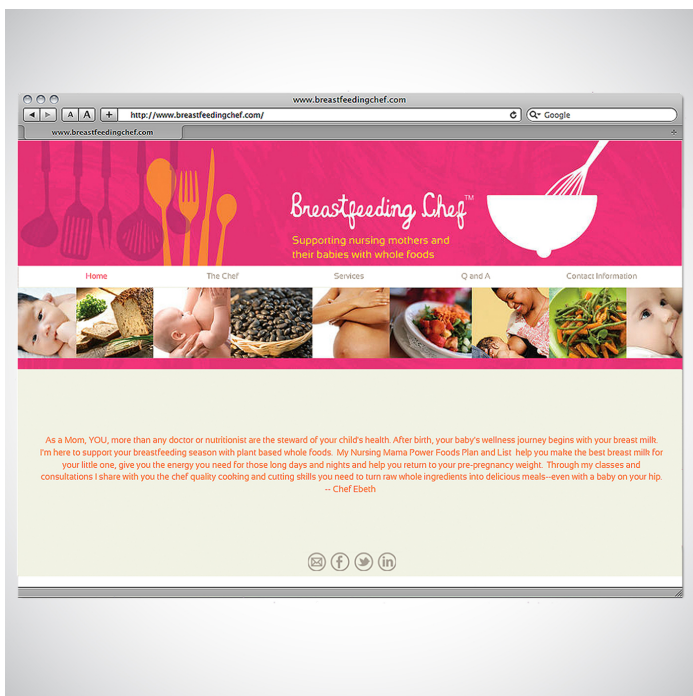 www.breastfeedingchef.com
A A + http://www.breastfeedingchef.com/ Google
www.breastfeedingchef.com
Breastfeeding Chef™
Supporting nursing mothers and
their babies with whole foods
Home The Chef Services Q and A Contact Information
As a Mom, YOU, more than any doctor or nutritionist are the steward of your child's health. After birth, your baby's wellness journey begins with your breast milk.
I'm here to support your breastfeeding season with plant based whole foods. My Nursing Mama Power Foods Plan and List help you make the best breast milk for
your little one, give you the energy you need for those long days and nights and help you return to your pre-pregnancy weight. Through my classes and
consultations I share with you the chef quality cooking and cutting skills you need to turn raw whole ingredients into delicious meals--even with a baby on your hip.
-- Chef Ebeth
f in